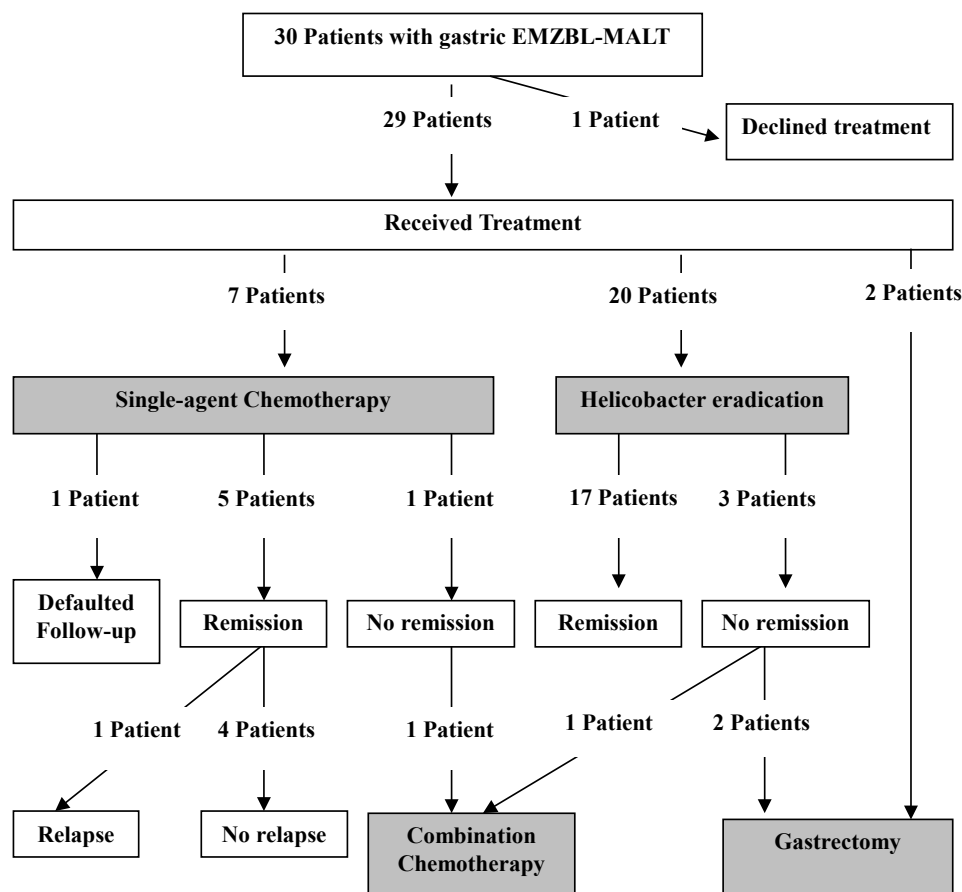 30 Patients with gastric EMZBL-MALT
29 Patients
1 Patient
Declined treatment
Received Treatment
7 Patients
20 Patients
2 Patients
Single-agent Chemotherapy
Helicobacter eradication
1 Patient
5 Patients
1 Patient
17 Patients
3 Patients
Defaulted
Follow-up
Remission
No remission
Remission
No remission
1 Patient
4 Patients
1 Patient
1 Patient
2 Patients
Relapse
No relapse
Combination
Chemotherapy
Gastrectomy